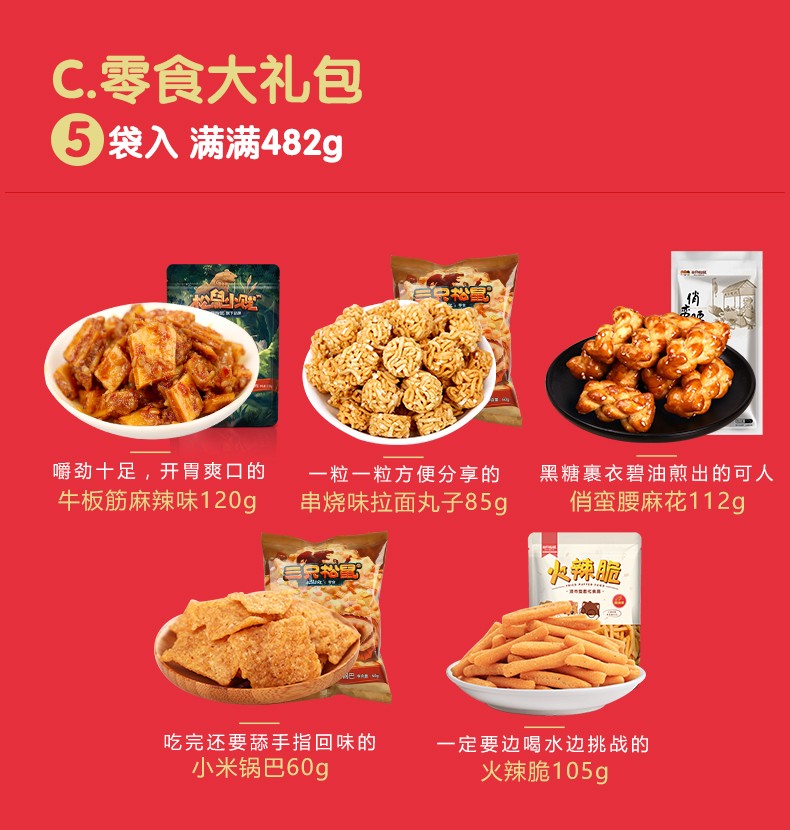 C.零食大礼包
5袋入 满满482g
松鼠小贱
三只松鼠
俏
嚼劲十足，开胃爽口的
牛板筋麻辣味120g
一粒一粒方便分享的
串烧味拉面丸子85g
黑糖裹衣碧油煎出的可人
俏蛮腰麻花112g
三只松鼠
火辣脆
吃完还要舔手指回味的
小米锅巴60g
一定要边喝水边挑战的
火辣脆105g